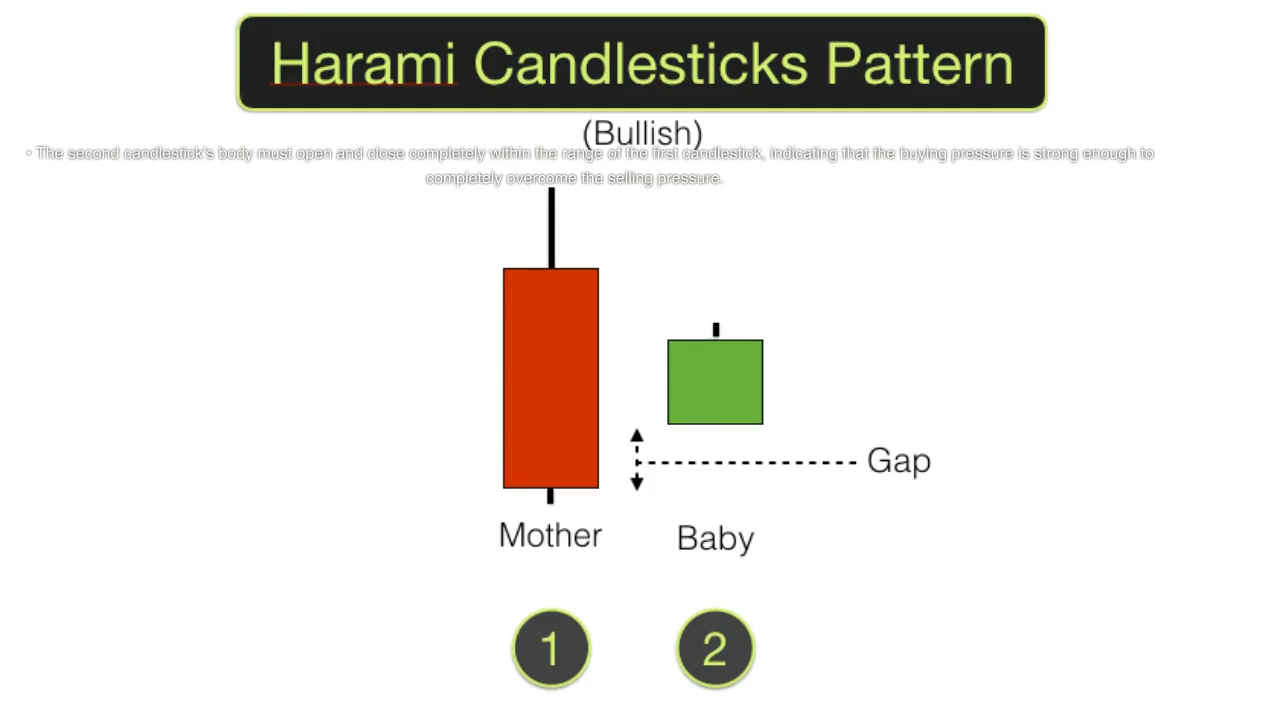 Harami Candlesticks Pattern
(Bullish)
• The second candlestick's body must open and close completely within the range of the first candlestick, indicating that the buying pressure is strong enough to
completely overcome the selling pressure.
Gap
Mother
Baby
1
2